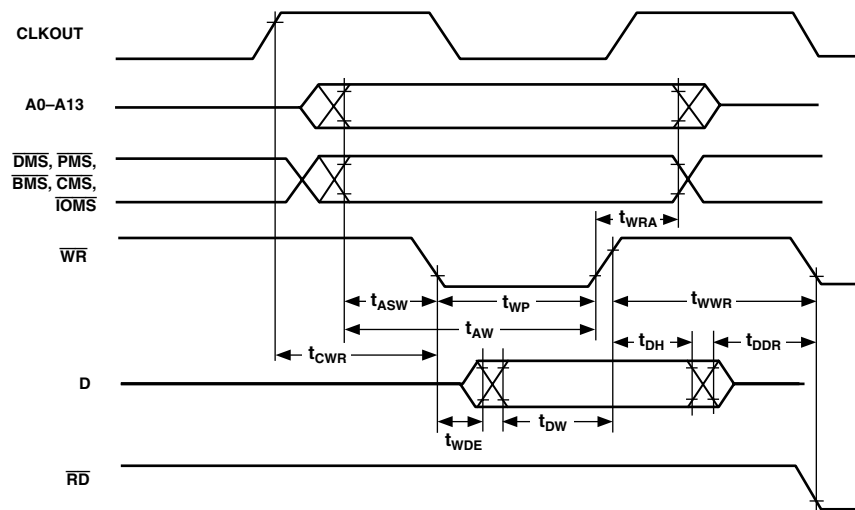 CLKOUT
A0–A13
DMS, PMS,
BMS, CMS,
IOMS
tWRA
WR
tASW
tWP
tWWR
tAW
tCWR
tDH
tDDR
D
tWDE
tDW
RD